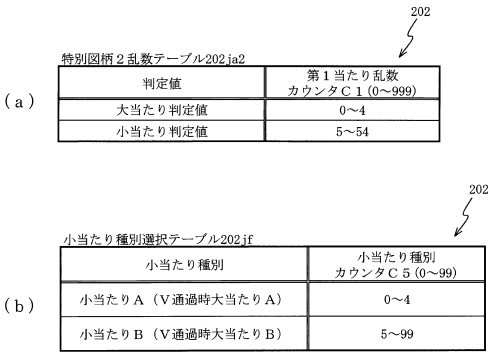 202
特別図柄2乱数テーブル202ja2
(a)
判定値
第1当たり乱数
カウンタC1(0~999)
大当たり判定値
0~4
小当たり判定値
5~54
202
小当たり種別選択テーブル202jf
(b)
小当たり種別
小当たり種別
カウンタC5(0~99)
小当たりA(V通過時大当たりA)
0~4
小当たりB(V通過時大当たりB)
5~99